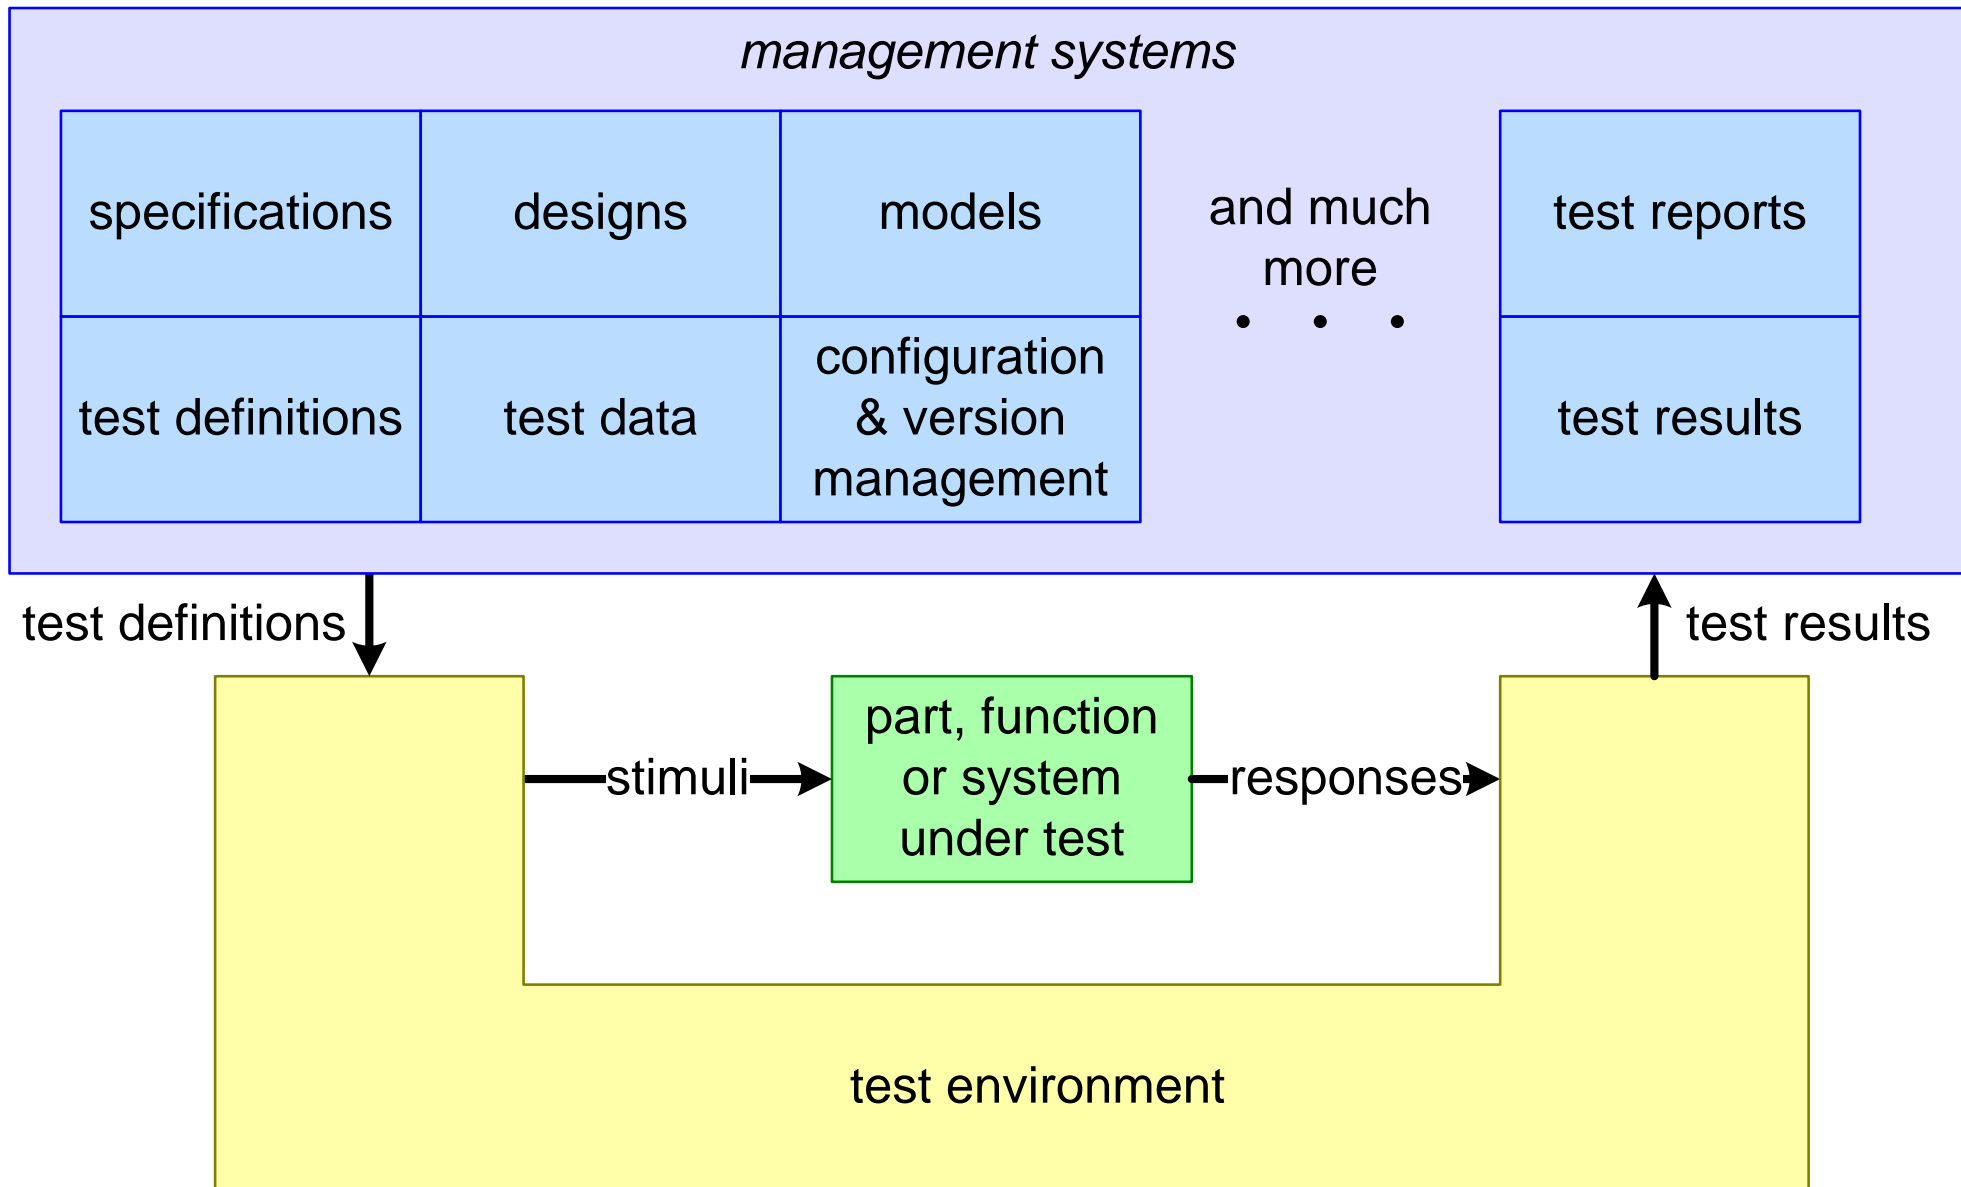 management systems
specifications
designs
models
and much
more
• • •
test reports
test definitions
test data
configuration
& version
management
test results
test definitions
test results
stimuli
part, function
or system
under test
responses
test environment